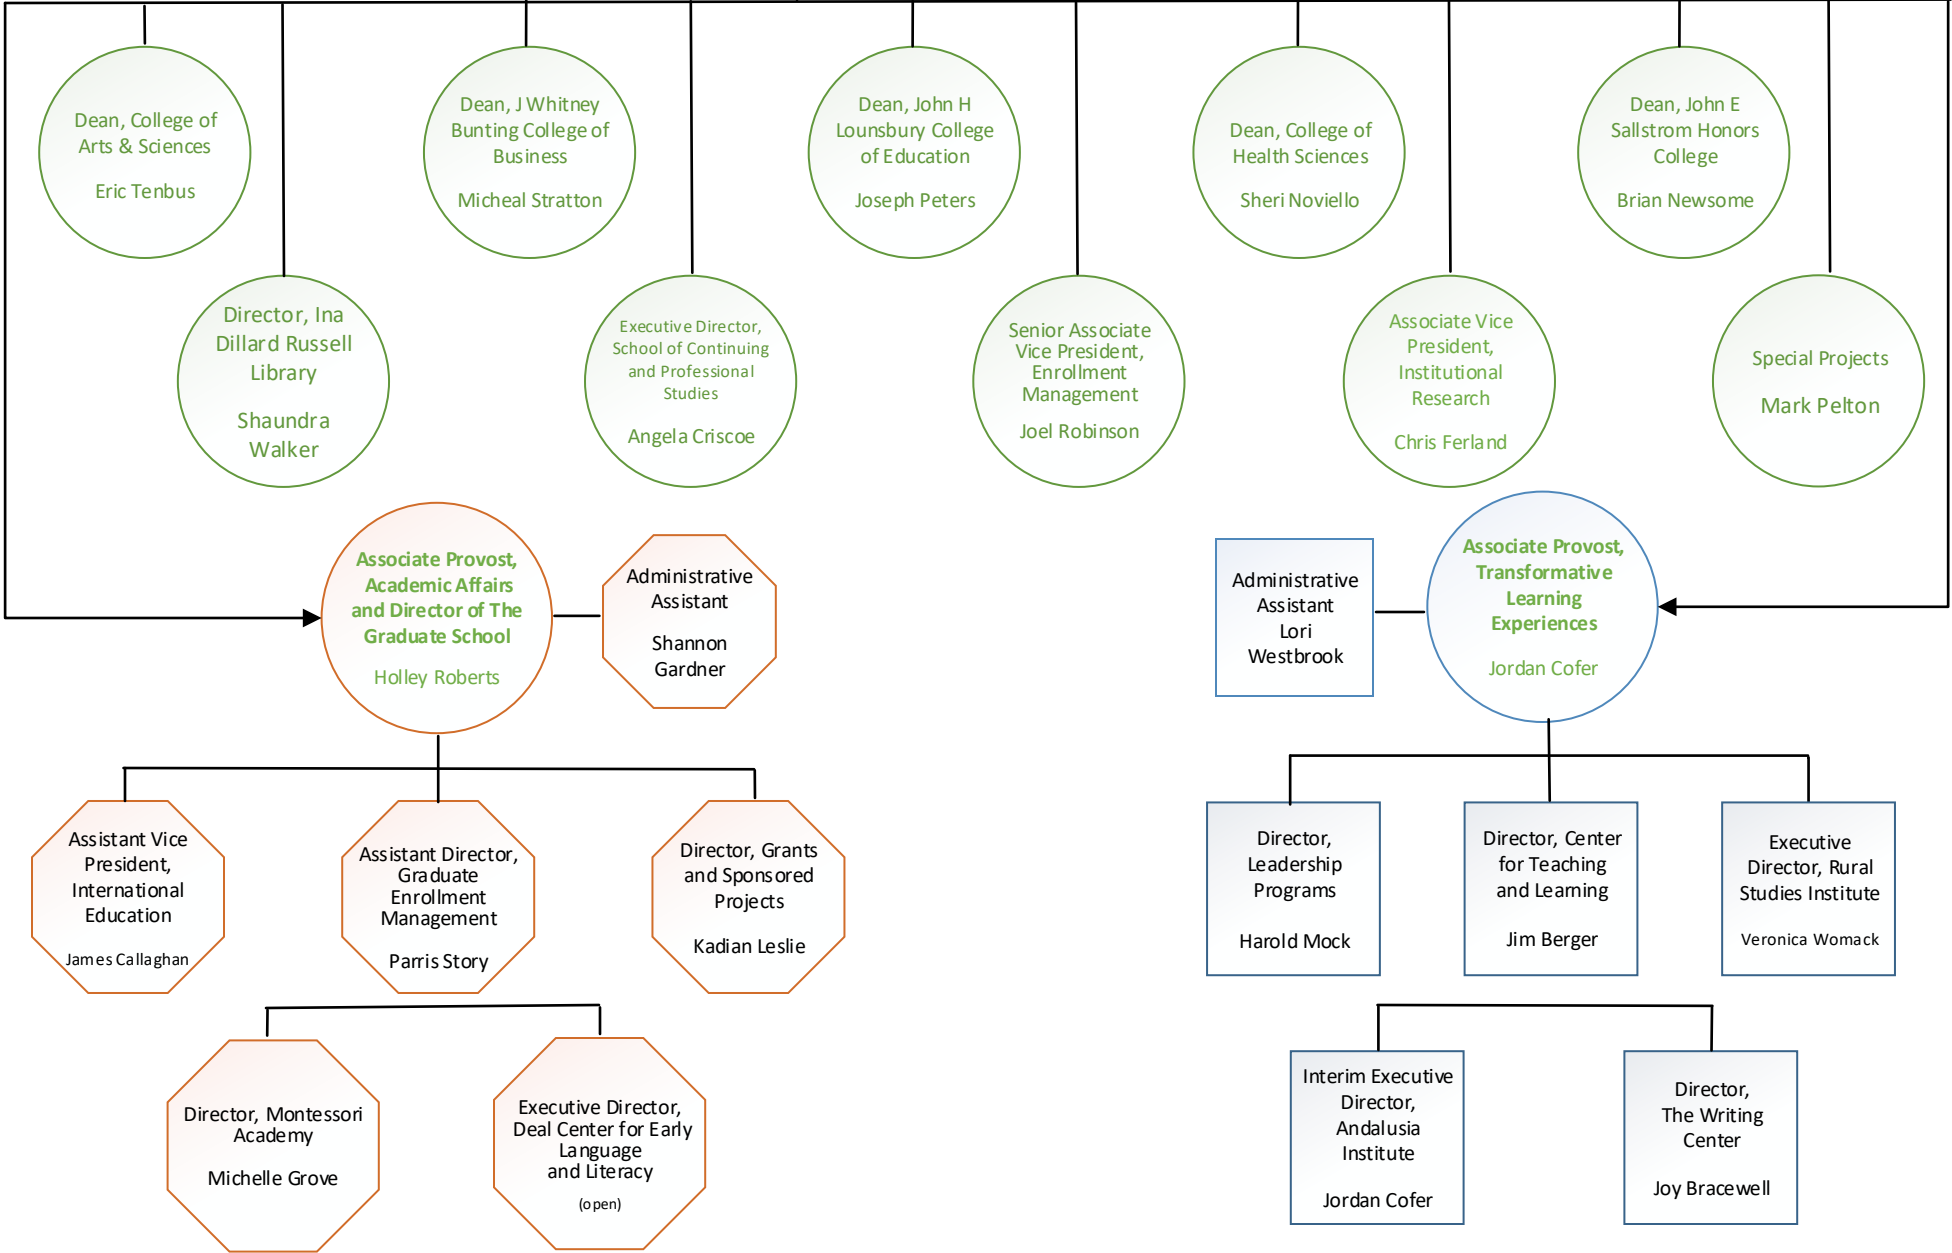 Dean, College of
Arts & Sciences
Eric Tenbus
Dean, J Whitney
Bunting College of
Business
Micheal Stratton
Dean, John H
Lounsbury College
of Education
Joseph Peters
Dean, College of
Health Sciences
Sheri Noviello
Dean, John E
Sallstrom Honors
College
Brian Newsome
Director, Ina
Dillard Russell
Library
Shaundra
Walker
Executive Director,
School of Continuing
and Professional
Studies
Angela Criscoe
Senior Associate
Vice President,
Enrollment
Management
Joel Robinson
Associate Vice
President,
Institutional
Research
Chris Ferland
Special Projects
Mark Pelton
Associate Provost,
Academic Affairs
and Director of The
Graduate School
Holley Roberts
Administrative
Assistant
Shannon
Gardner
Administrative
Assistant
Lori
Westbrook
Associate Provost,
Transformative
Learning
Experiences
Jordan Cofer
Assistant Vice
President,
International
Education
James Callaghan
Assistant Director,
Graduate
Enrollment
Management
Parris Story
Director, Grants
and Sponsored
Projects
Kadian Leslie
Director,
Leadership
Programs
Harold Mock
Director, Center
for Teaching
and Learning
Jim Berger
Executive
Director, Rural
Studies Institute
Veronica Womack
Director, Montessori
Academy
Michelle Grove
Executive Director,
Deal Center for Early
Language
and Literacy
(open)
Interim Executive
Director,
Andalusia
Institute
Jordan Cofer
Director,
The Writing
Center
Joy Bracewell